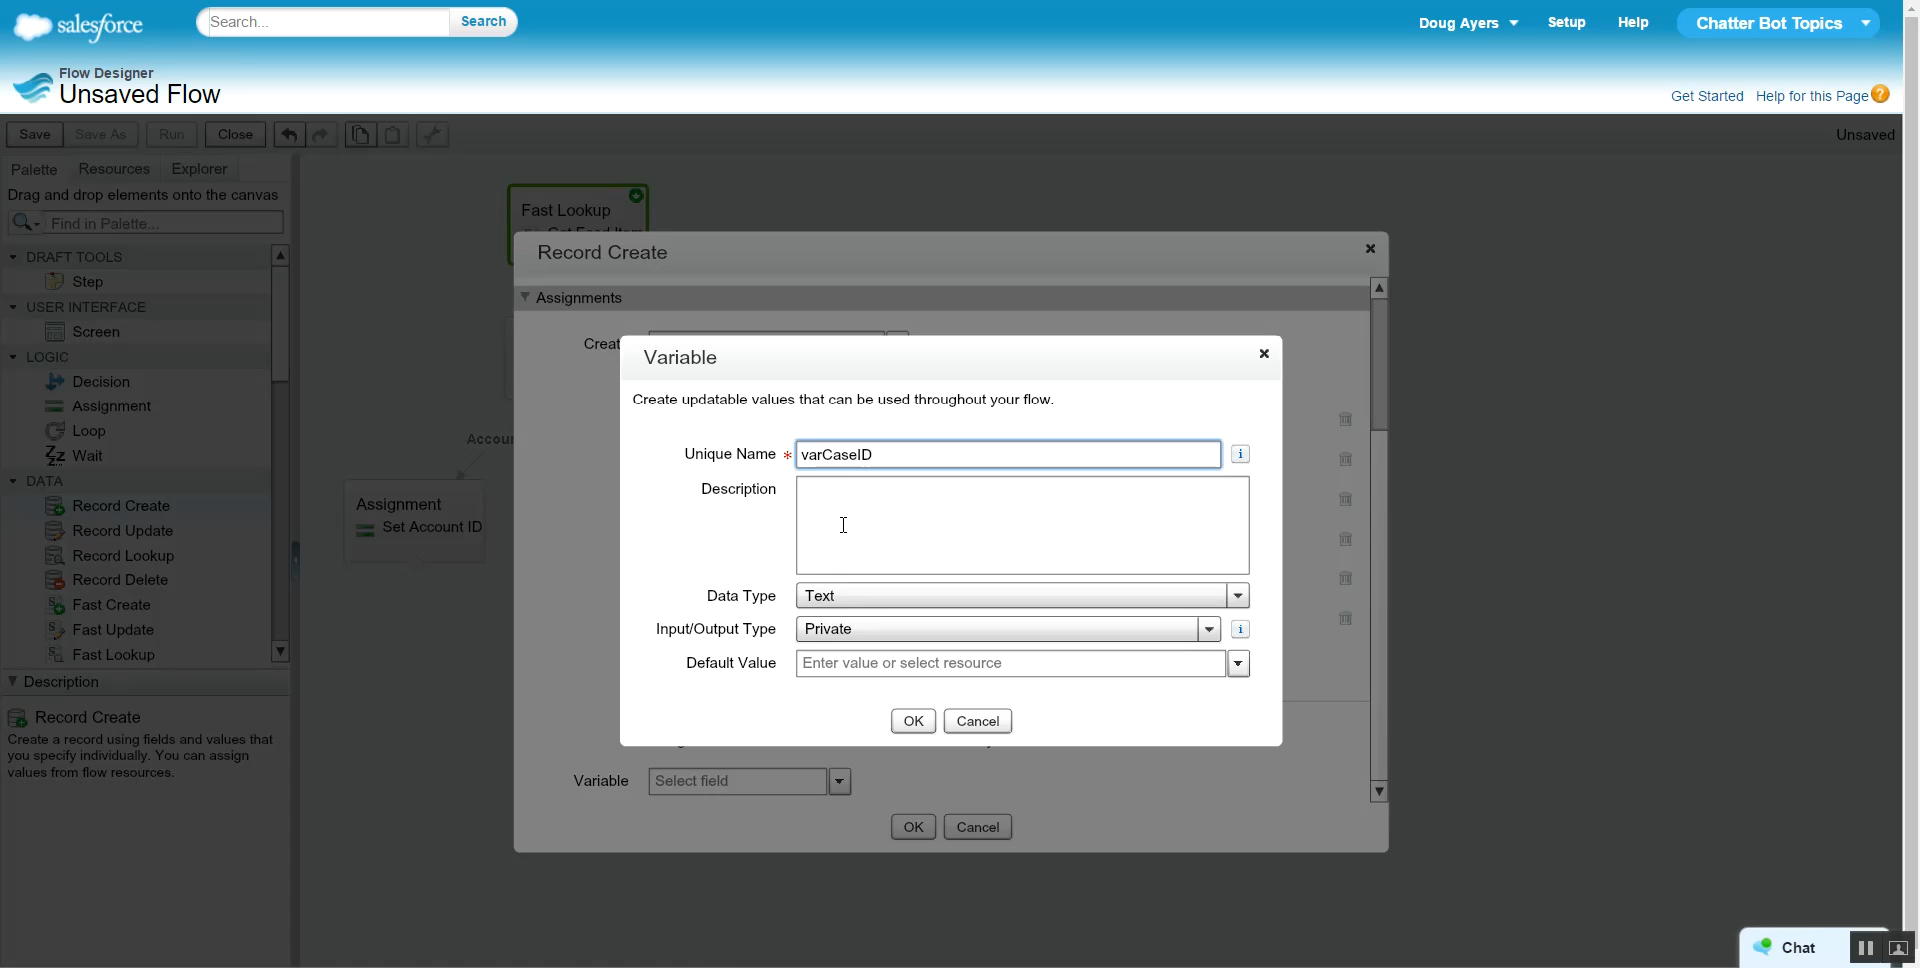 salesforce
Search...
Search
Doug Ayers
Setup
Help
Chatter Bot Topics
Flow Designer
Unsaved Flow
Get Started
Help for this Page
Save
Save As
Run
Close
Unsaved
Palette
Resources
Explorer
Drag and drop elements onto the canvas
Find in Palette...
DRAFT TOOLS
Step
USER INTERFACE
Screen
LOGIC
Decision
Assignment
Loop
Wait
DATA
Record Create
Record Update
Record Lookup
Record Delete
Fast Create
Fast Update
Fast Lookup
Description
Record Create
Create a record using fields and values that
you specify individually. You can assign
values from flow resources.
Fast Lookup
Accou
Assignment
Set Account ID
Record Create
Assignments
Creat
Variable
Create updatable values that can be used throughout your flow.
Unique Name * varCaseID
Description
Data Type Text
Input/Output Type Private
Default Value Enter value or select resource
OK
Cancel
Variable Select field
OK
Cancel
Chat